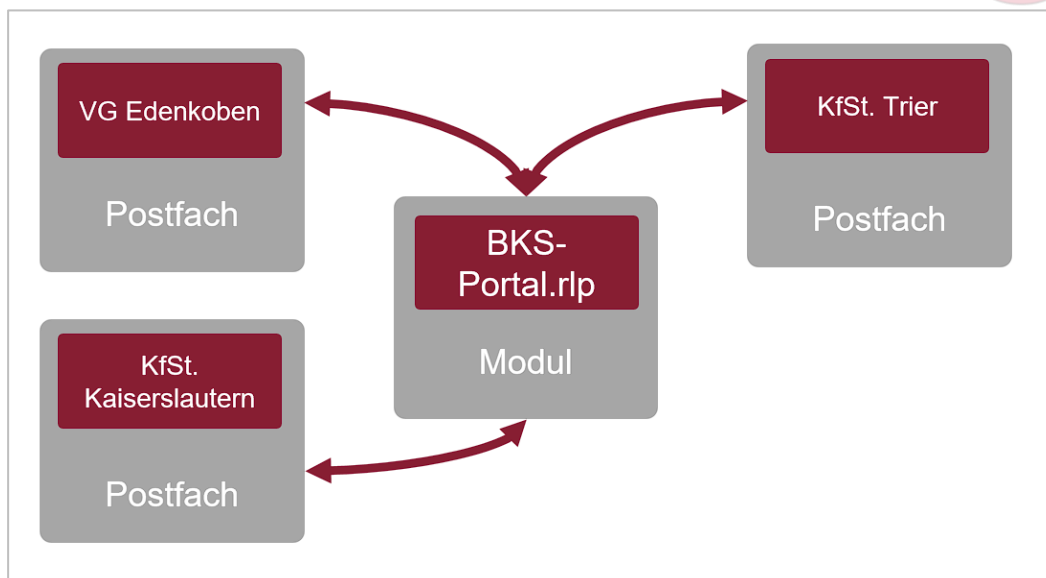 VG Edenkoben
Postfach
KfSt. Trier
Postfach
BKS-
Portal.rlp
Modul
KfSt.
Kaiserslautern
Postfach